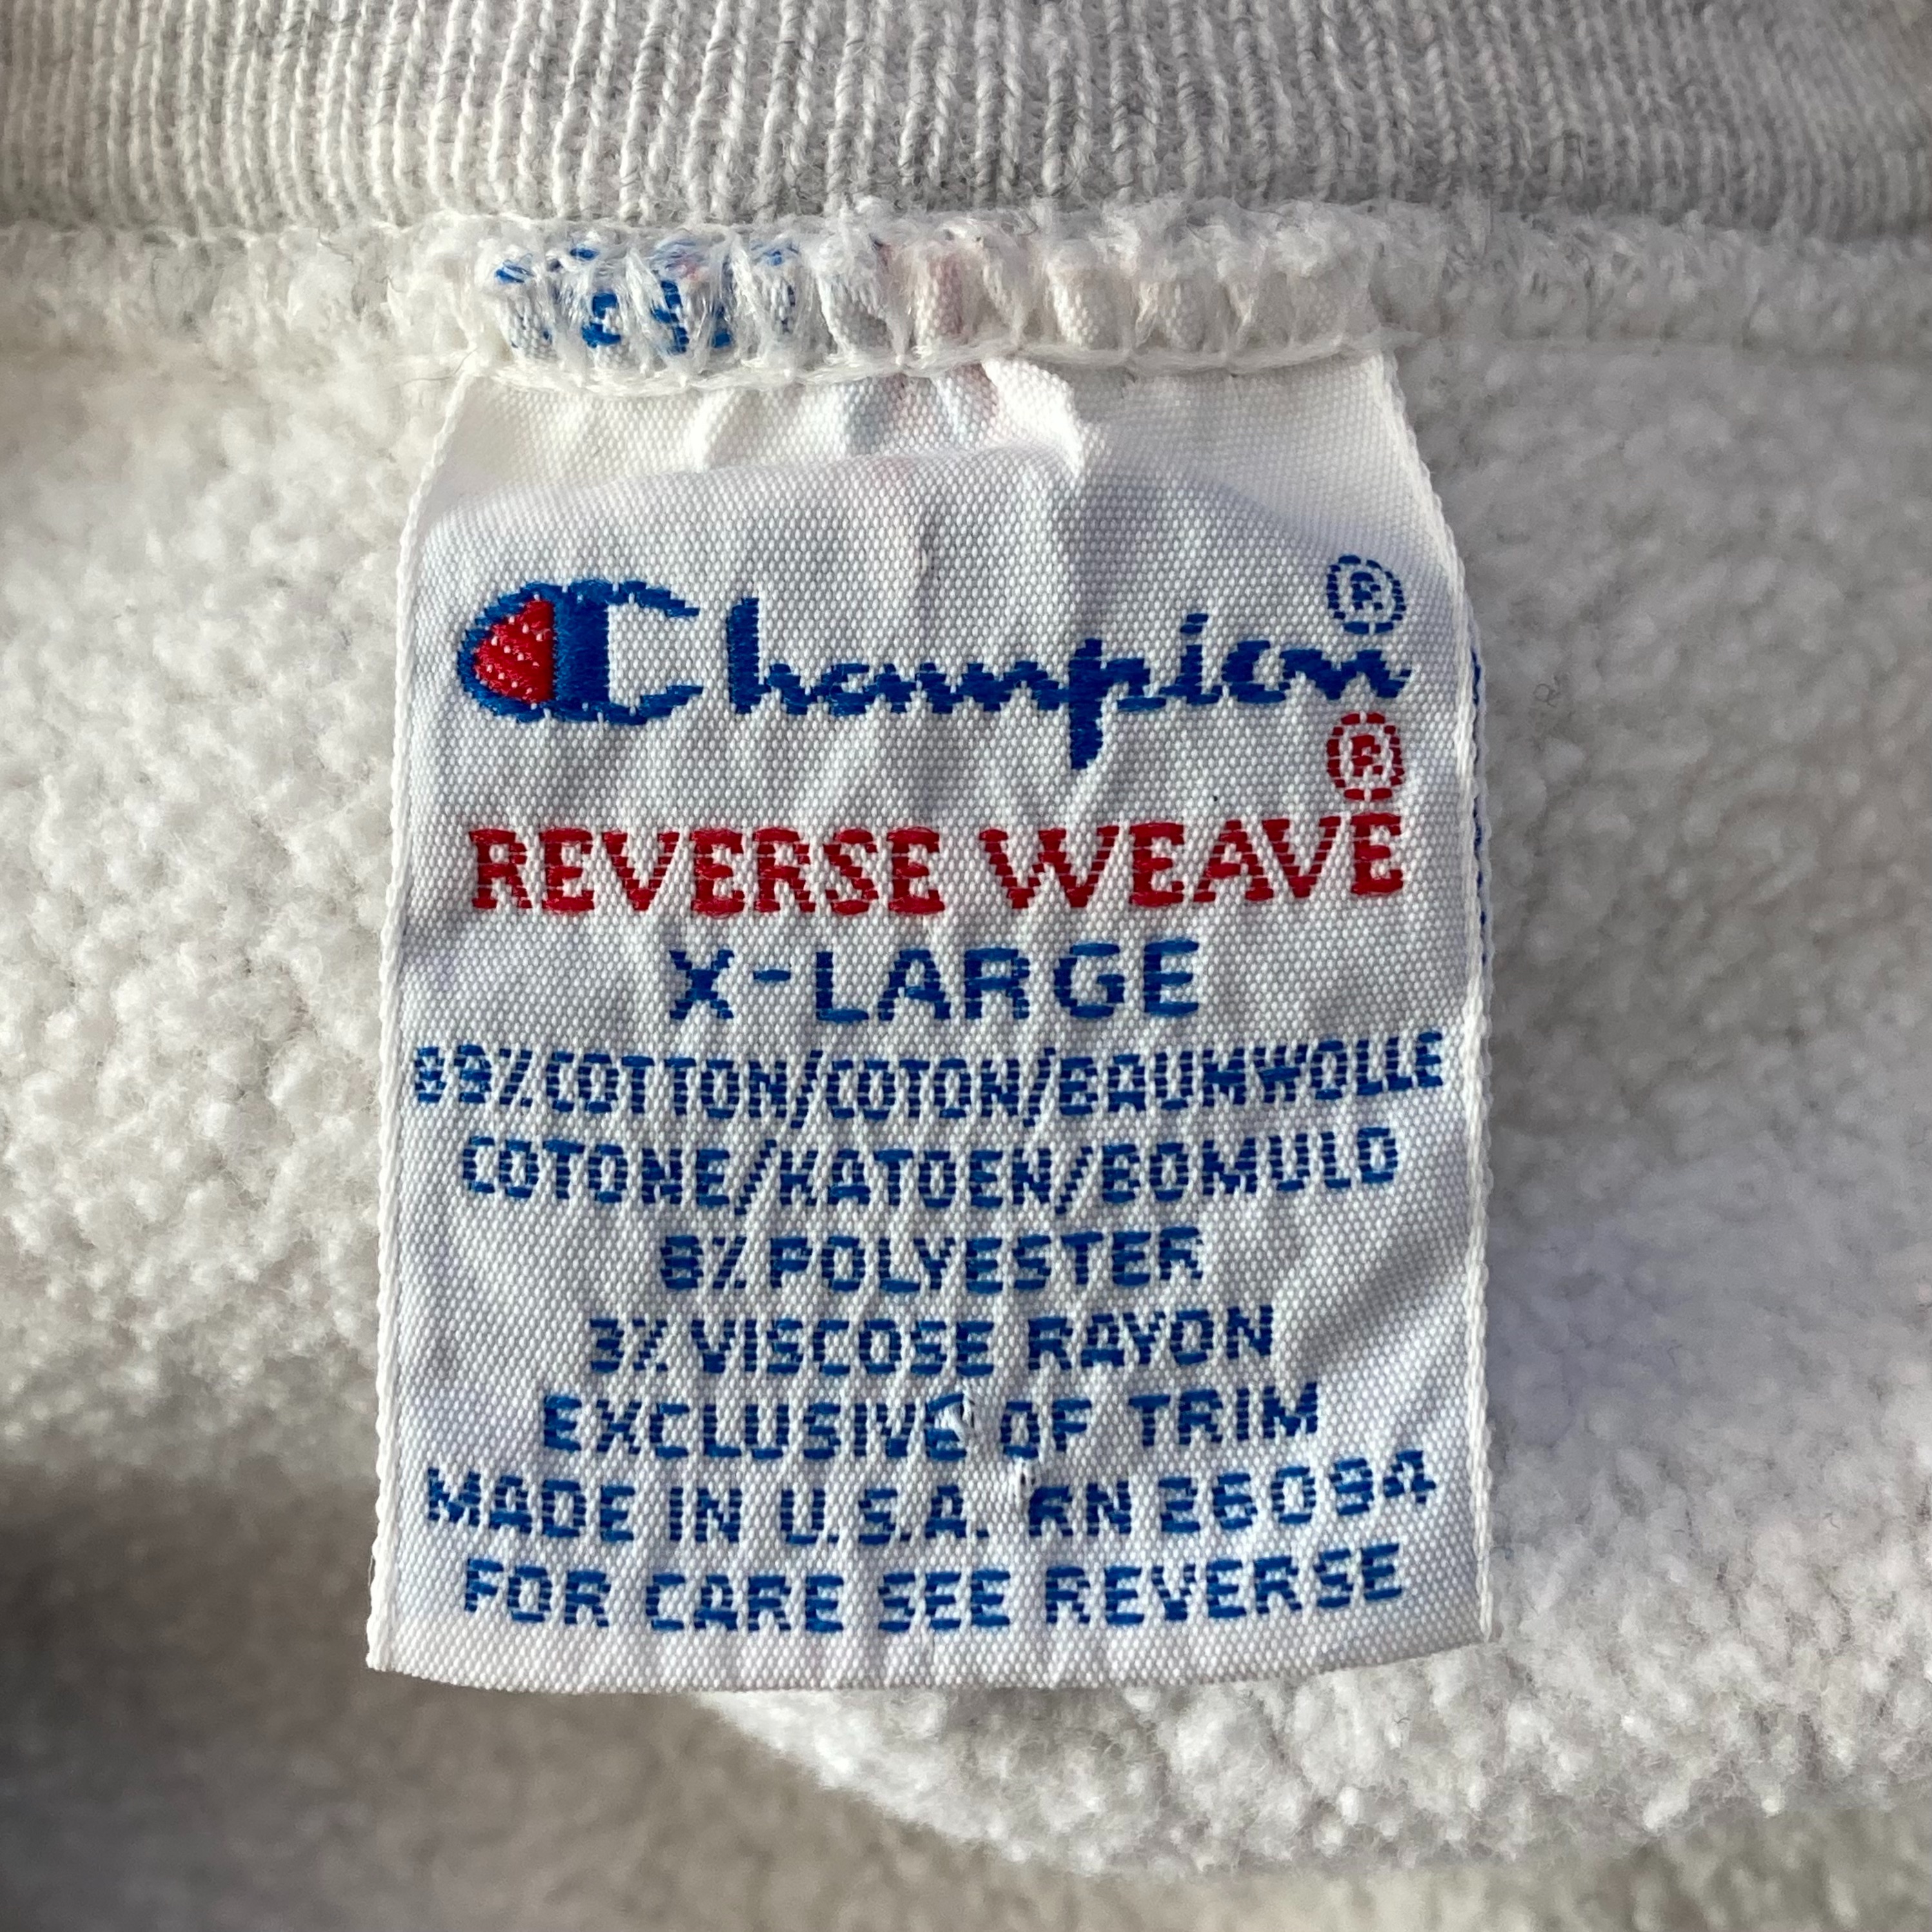 Champion®
REVERSE WEAVE®
X-LARGE
89% COTTON/COTON/BAUMWOLLE
COTONE/KATOEN/BOMULD
8% POLYESTER
3% VISCOSE RAYON
EXCLUSIVE OF TRIM
MADE IN U.S.A. RN 26094
FOR CARE SEE REVERSE